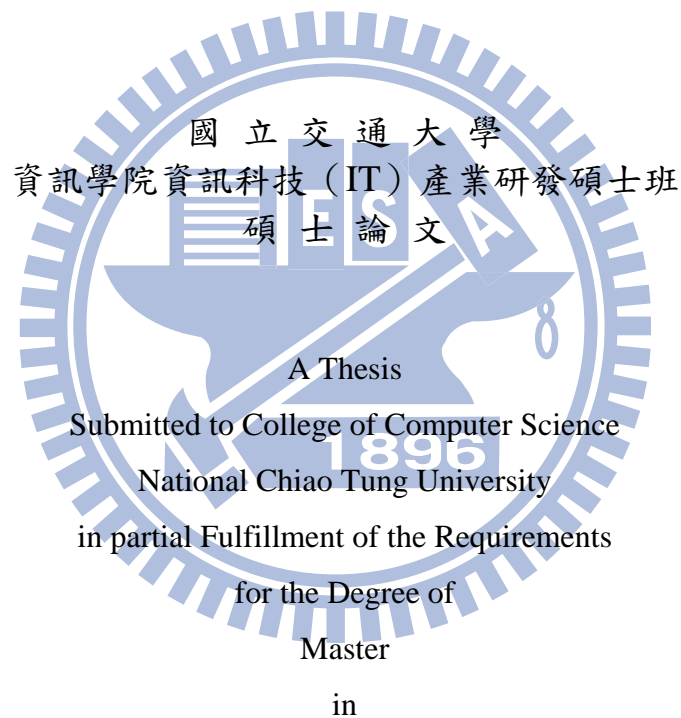 國 立 交 通 大 學
資訊學院資訊科技（IT）產業研發碩士班
碩 士 論 文
E S A
8
A Thesis
Submitted to College of Computer Science
1896
National Chiao Tung University
in partial Fulfillment of the Requirements
for the Degree of
Master
in